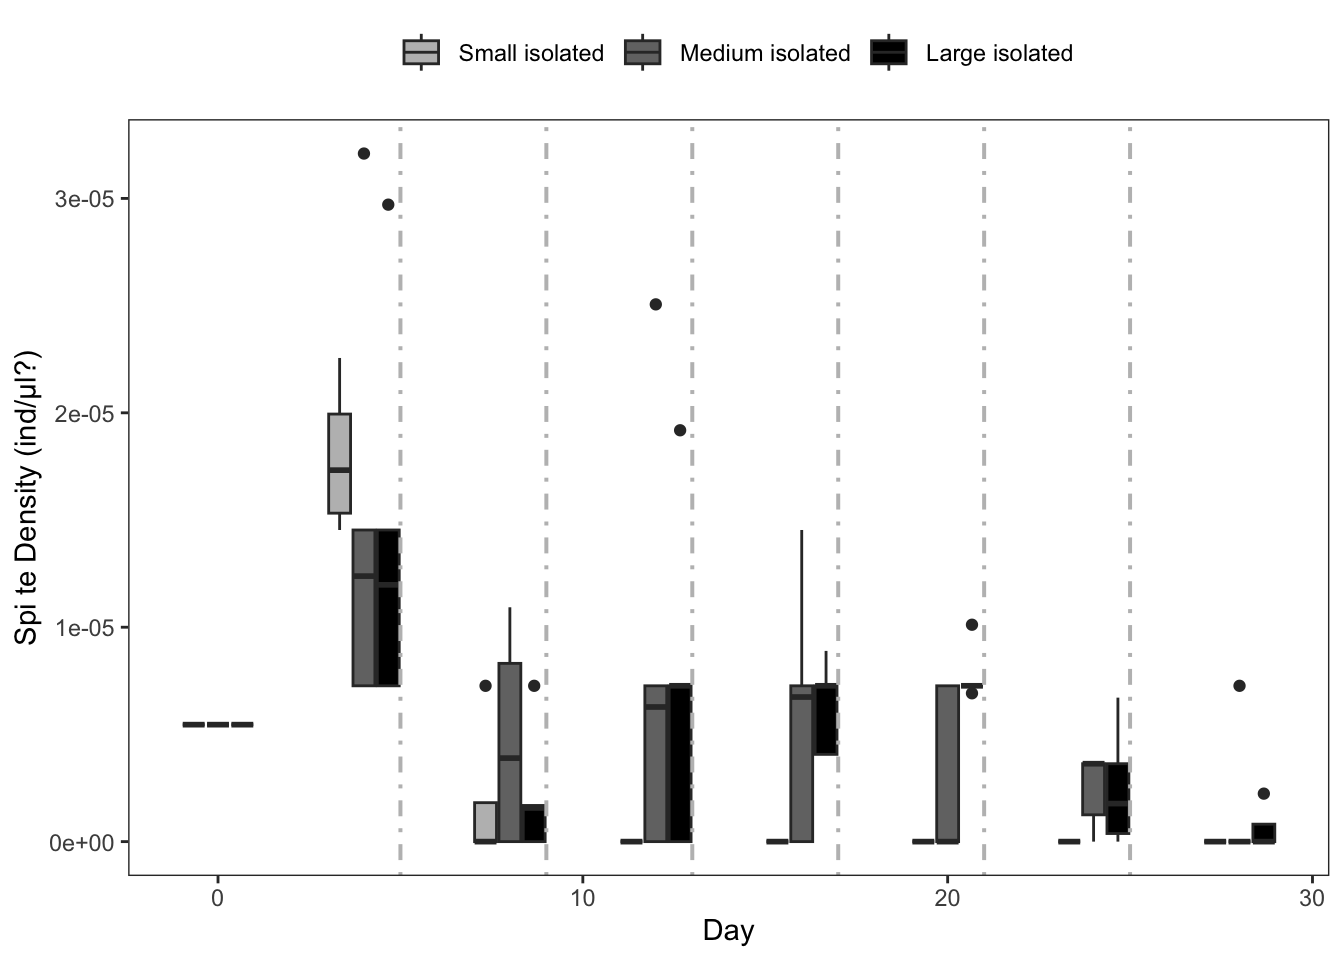 Small isolated Medium isolated Large isolated
3e-05
2e-05
1e-05
0e+00
Spi te Density (ind/µl?)
0 10 20 30
Day